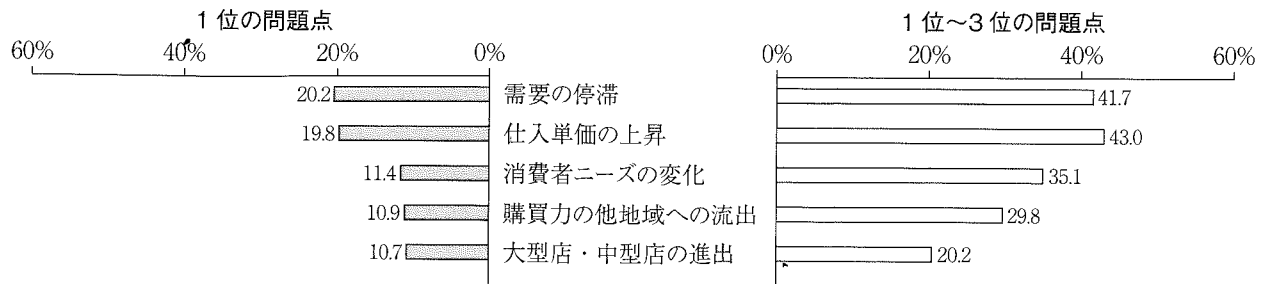 1位の問題点 1位～3位の問題点
60% 40% 20% 0% 0% 20% 40% 60%
20.2 需要の停滞 41.7
19.8 仕入単価の上昇 43.0
11.4 消費者ニーズの変化 35.1
10.9 購買力の他地域への流出 29.8
10.7 大型店・中型店の進出 20.2